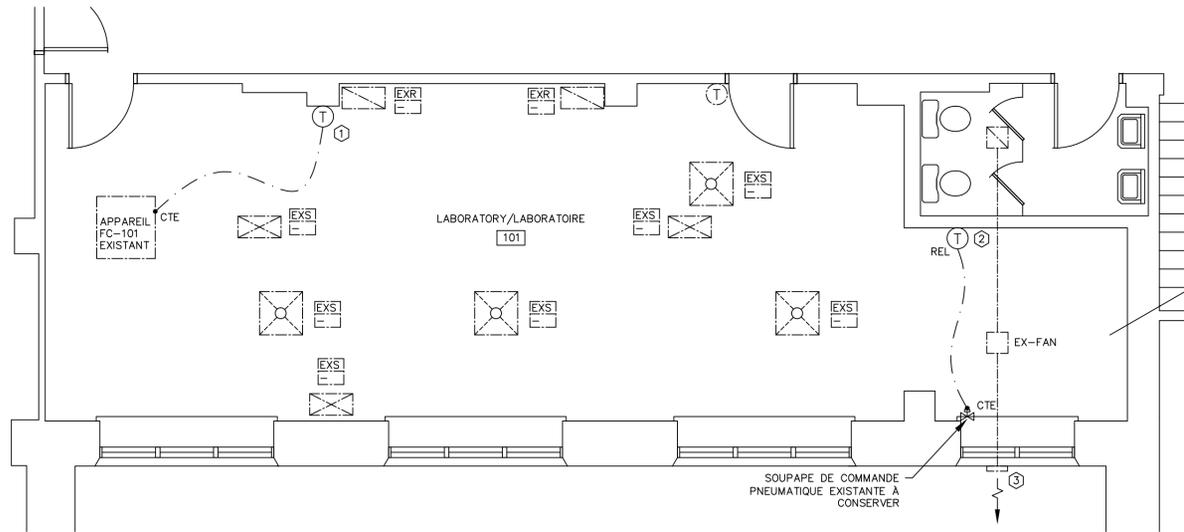 EXR
–
EXR
–
T
T
1
EXS
–
APPAREIL
FC–101
EXISTANT
CTE
EXS
–
LABORATORY/LABORATOIRE
101
EXS
–
T
2
REL
EXS
–
EXS
–
EXS
–
EX–FAN
EXS
–
CTE
SOUPAPE DE COMMANDE
PNEUMATIQUE EXISTANTE À
CONSERVER
3